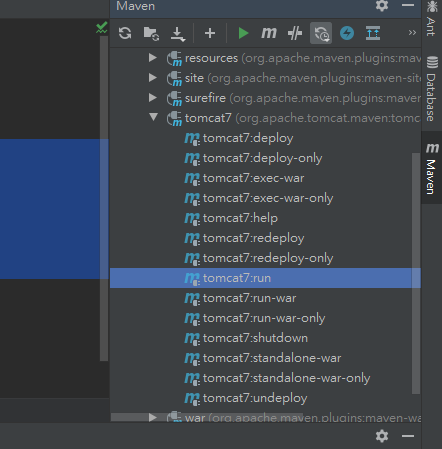 Maven
resources (org.apache.maven.plugins:mav
site (org.apache.maven.plugins:maven-sit
surefire (org.apache.maven.plugins:mave
tomcat7 (org.apache.tomcat.maven:tomc
tomcat7:deploy
tomcat7:deploy-only
tomcat7:exec-war
tomcat7:exec-war-only
tomcat7:help
tomcat7:redeploy
tomcat7:redeploy-only
tomcat7:run
tomcat7:run-war
tomcat7:run-war-only
tomcat7:shutdown
tomcat7:standalone-war
tomcat7:standalone-war-only
tomcat7:undeploy
war (org.apache.maven.plugins:maven-wa
Ant
Database
Maven